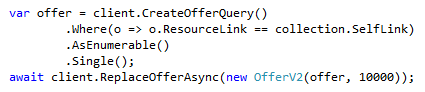 var offer = client.CreateOfferQuery()
.Where(o => o.ResourceLink == collection.SelfLink)
.AsEnumerable()
.Single();
await client.ReplaceOfferAsync(new OfferV2(offer, 10000));